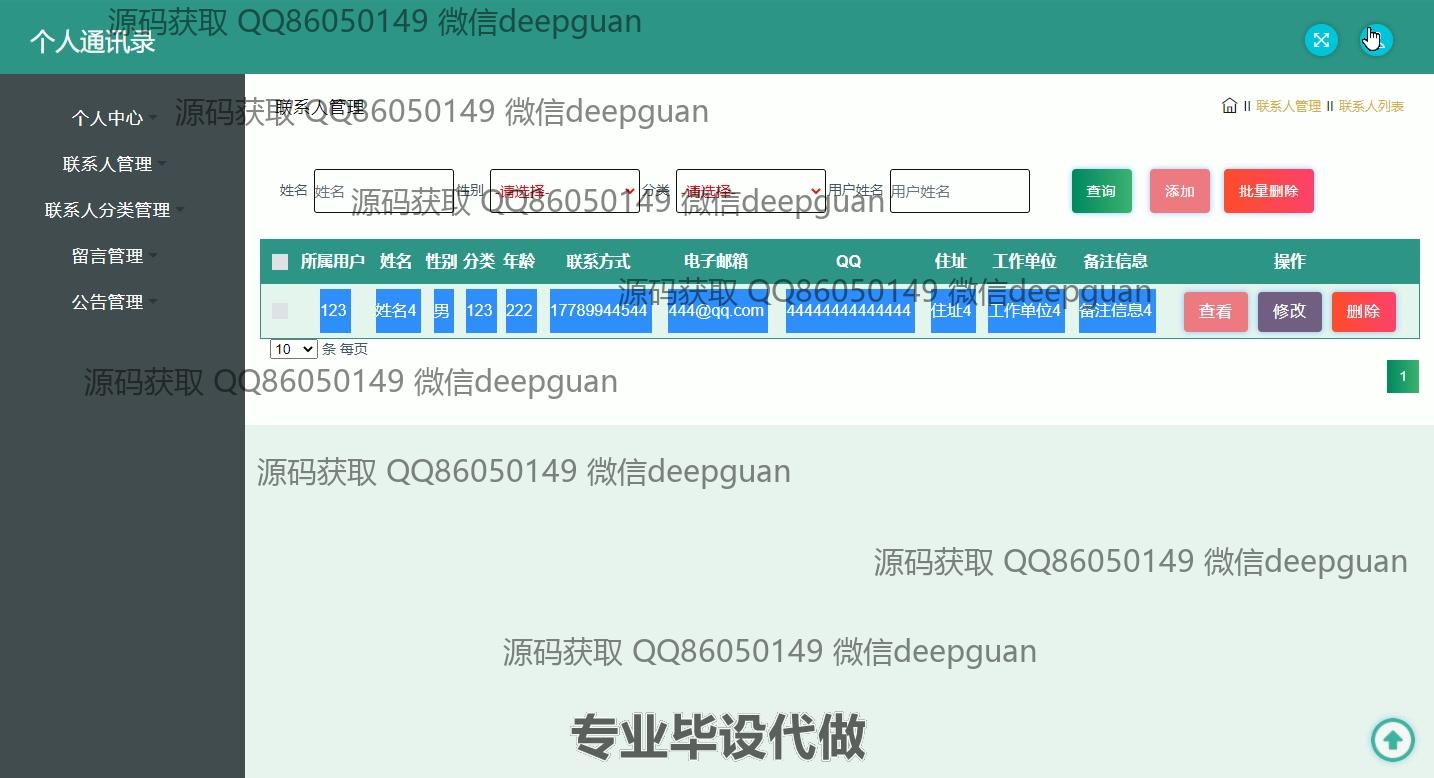 源码获取 QQ86050149 微信deepguan
个人通讯录
个人中心
联系人管理
联系人分类管理
留言管理
公告管理
源码获取 QQ86050149 微信deepguan
联系人管理
联系人管理 联系人列表
姓名 姓名 性别 -请选择- 分类 -请选择- 用户姓名 用户姓名 查询 添加 批量删除
源码获取 QQ86050149 微信deepguan
所属用户 姓名 性别 分类 年龄 联系方式 电子邮箱 QQ 住址 工作单位 备注信息 操作
源码获取 QQ86050149 微信deepguan
123 姓名4 男 123 222 17789944544 444@qq.com 44444444444444 住址4 工作单位4 备注信息4 查看 修改 删除
10 条 每页
1
源码获取 QQ86050149 微信deepguan
源码获取 QQ86050149 微信deepguan
源码获取 QQ86050149 微信deepguan
源码获取 QQ86050149 微信deepguan
专业毕设代做